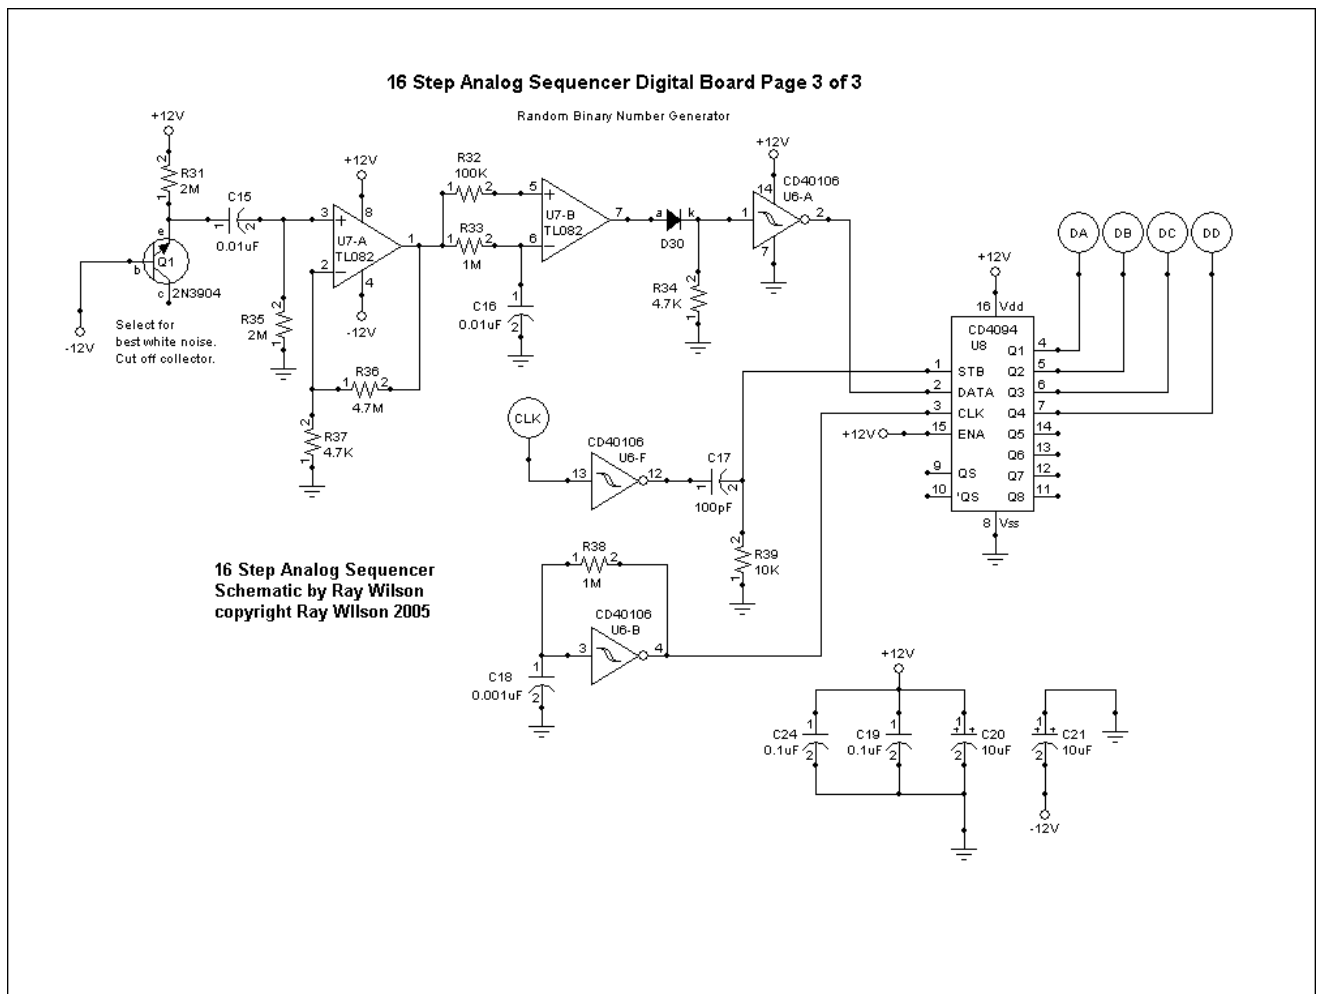 16 Step Analog Sequencer Digital Board Page 3 of 3
Random Binary Number Generator
+12V
2
R31
2M
1
e
Q1
b
c
2N3904
-12V
Select for
best white noise.
Cut off collector.
C15
1
2
0.01uF
2
R35
2M
1
+12V
8
3
+
U7-A
TL082
2
−
1
4
-12V
1
R36
2
4.7M
2
R37
4.7K
1
R32
100K
1
2
R33
1
2
1M
C16
0.01uF
1
2
5
+
U7-B
TL082
6
−
7
a
k
D30
2
R34
4.7K
1
+12V
14
CD40106
U6-A
1
2
7
CLK
CD40106
U6-F
13
12
C17
1
2
100pF
2
R39
10K
1
R38
1
2
1M
CD40106
U6-B
3
4
C18
0.001uF
1
2
DA
DB
DC
DD
+12V
16
Vdd
CD4094
U8
1
STB
2
DATA
3
CLK
+12V
15
ENA
9
QS
10
'QS
Q1
4
Q2
5
Q3
6
Q4
7
Q5
14
Q6
13
Q7
12
Q8
11
8
Vss
16 Step Analog Sequencer
Schematic by Ray Wilson
copyright Ray WIlson 2005
+12V
1
C24
0.1uF
2
1
C19
0.1uF
2
1
+
+
C20
10uF
2
1
+
+
C21
10uF
2
-12V